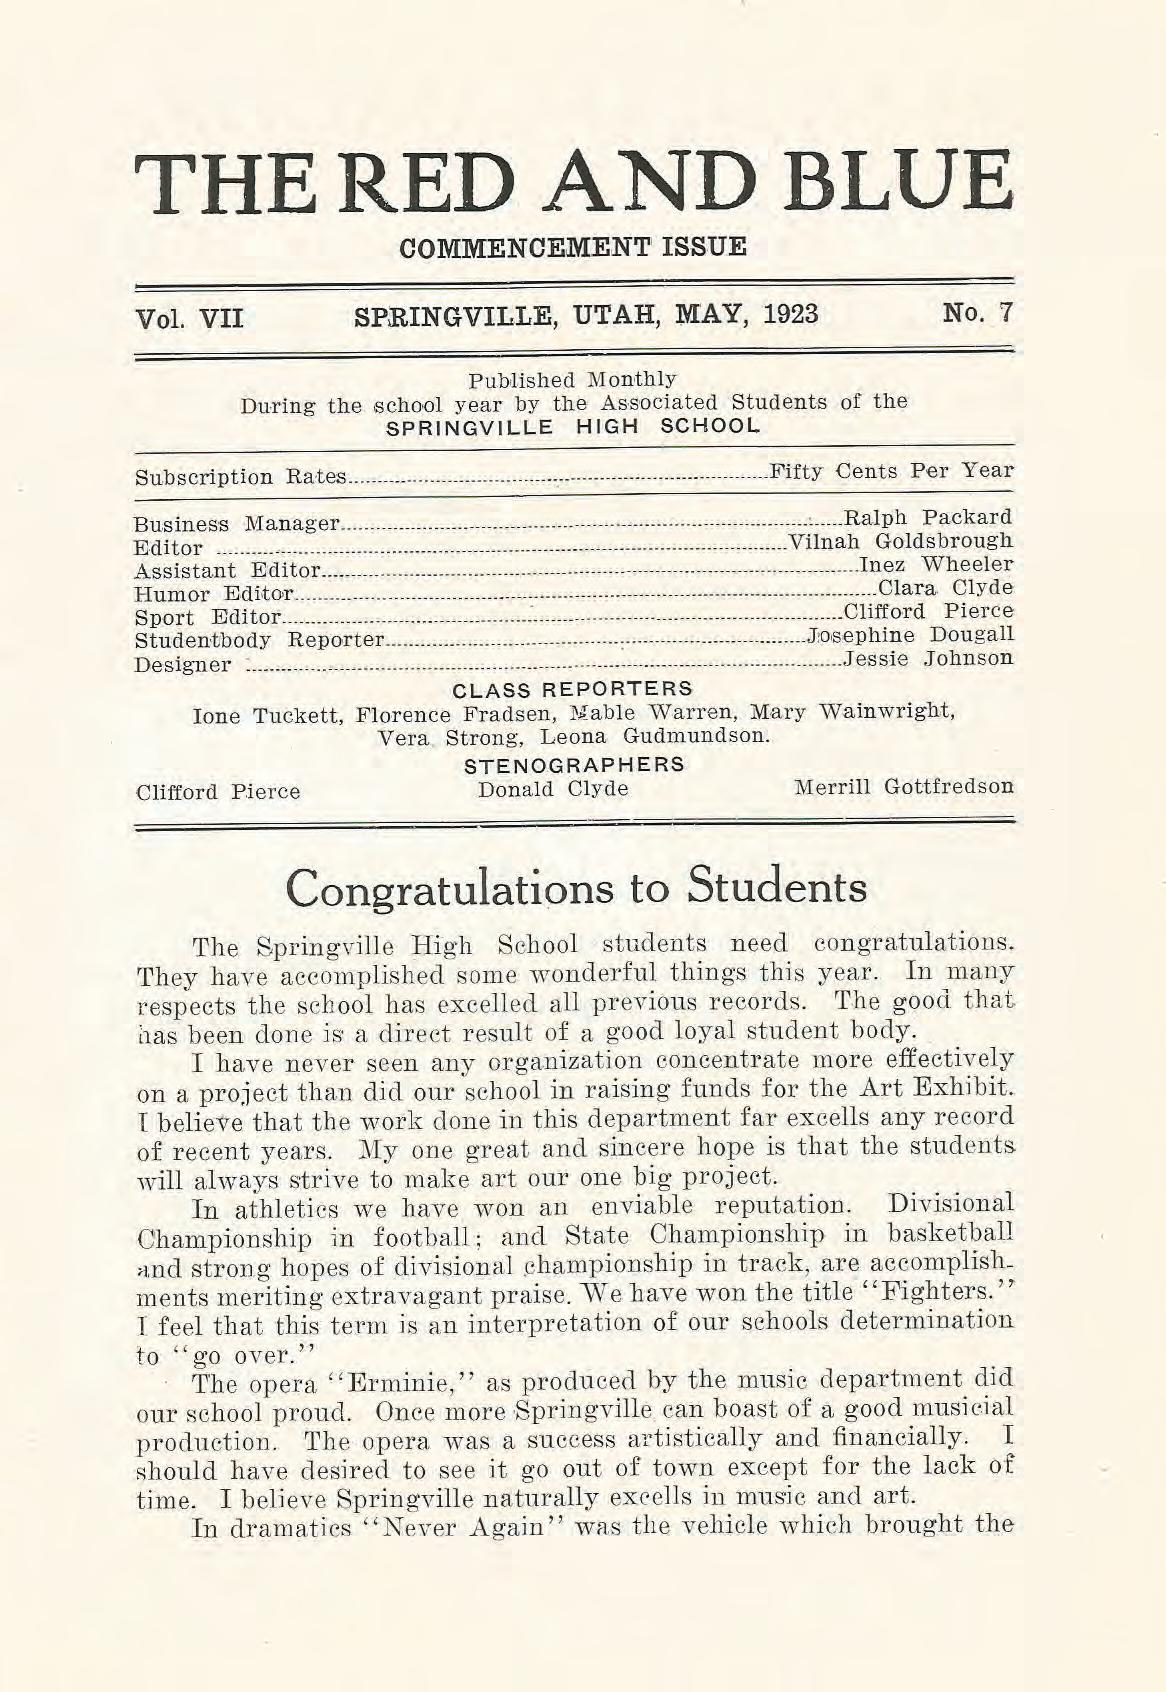 THE RED AND BLUE
COMMENCEMENT ISSUE
Vol. VII SPRINGVILLE, UTAH, MAY, 1923 No. 7
Published Monthly
During the school year by the Associated Students of the
SPRINGVILLE HIGH SCHOOL
Subscription Rates Fifty Cents Per Year
Business Manager Ralph Packard
Editor Vilnah Goldsbrough
Assistant Editor Inez Wheeler
Humor Editor Clara Clyde
Sport Editor Clifford Pierce
Studentbody Reporter Josephine Dougall
Designer Jessie Johnson
CLASS REPORTERS
Ione Tuckett, Florence Fradsen, Mable Warren, Mary Wainwright,
Vera Strong, Leona Gudmundson.
STENOGRAPHERS
Clifford Pierce Donald Clyde Merrill Gottfredson
Congratulations to Students
The Springville High School students need congratulations.
They have accomplished some wonderful things this year. In many
respects the school has excelled all previous records. The good that
has been done is a direct result of a good loyal student body.
I have never seen any organization concentrate more effectively
on a project than did our school in raising funds for the Art Exhibit.
I believe that the work done in this department far excells any record
of recent years. My one great and sincere hope is that the students
will always strive to make art our one big project.
In athletics we have won an enviable reputation. Divisional
Championship in football; and State Championship in basketball
and strong hopes of divisional championship in track, are accomplish-
ments meriting extravagant praise. We have won the title "Fighters."
I feel that this term is an interpretation of our schools determination
to "go over."
The opera "Erminie," as produced by the music department did
our school proud. Once more Springville can boast of a good musicial
production. The opera was a success artistically and financially. I
should have desired to see it go out of town except for the lack of
time. I believe Springville naturally excells in music and art.
In dramatics "Never Again" was the vehicle which brought the